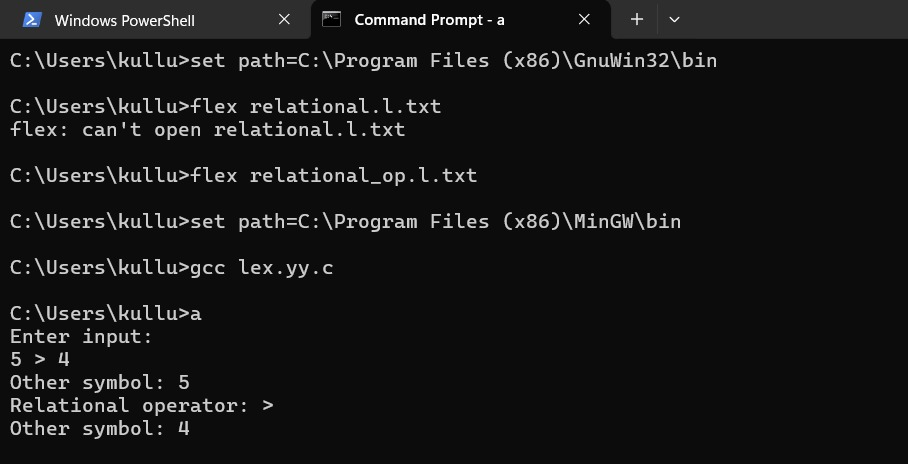 Windows PowerShell
Command Prompt - a
C:\Users\kullu>set path=C:\Program Files (x86)\GnuWin32\bin
C:\Users\kullu>flex relational.l.txt
flex: can't open relational.l.txt
C:\Users\kullu>flex relational_op.l.txt
C:\Users\kullu>set path=C:\Program Files (x86)\MinGW\bin
C:\Users\kullu>gcc lex.yy.c
C:\Users\kullu>a
Enter input:
5 > 4
Other symbol: 5
Relational operator: >
Other symbol: 4